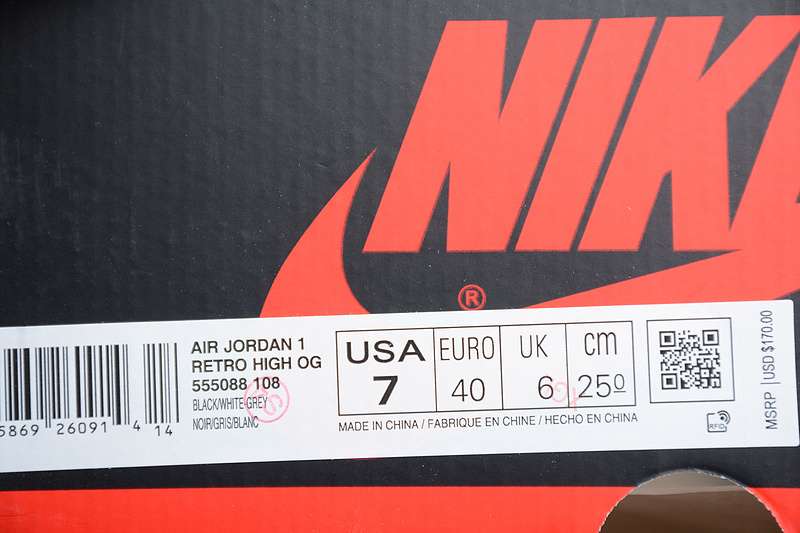 NIKE
®
AIR JORDAN 1
RETRO HIGH OG
555088 108
BLACK/WHITE-GREY
NOIR/GRIS/BLANC
5869 26091 4 14
USA EURO UK cm
7 40 6 25º
MADE IN CHINA / FABRIQUE EN CHINE / HECHO EN CHINA
RFID
MSRP USD $170.00